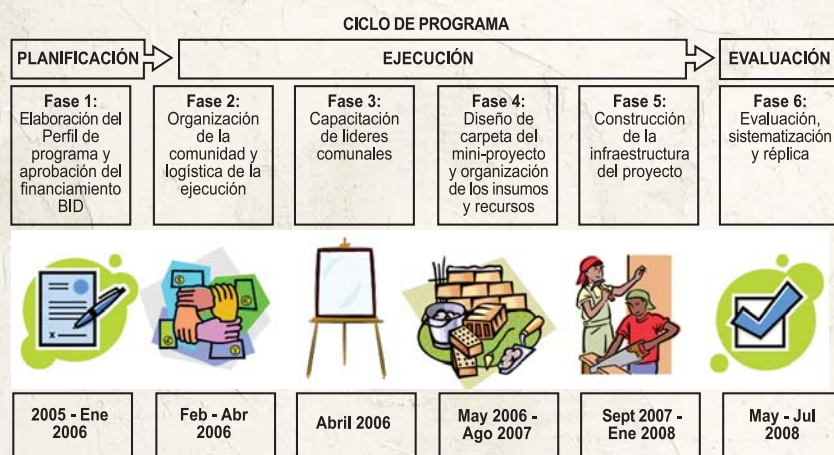 CICLO DE PROGRAMA
PLANIFICACIÓN
EJECUCIÓN
EVALUACIÓN
Fase 1:
Elaboración del
Perfil de
programa y
aprobación del
financiamiento
BID
Fase 2:
Organización
de la
comunidad y
logística de la
ejecución
Fase 3:
Capacitación
de lideres
comunales
Fase 4:
Diseño de
carpeta del
mini-proyecto
y organización
de los insumos
y recursos
Fase 5:
Construcción
de la
infraestructura
del proyecto
Fase 6:
Evaluación,
sistematización
y réplica
2005 - Ene
2006
Feb - Abr
2006
Abril 2006
May 2006 -
Ago 2007
Sept 2007 -
Ene 2008
May - Jul
2008